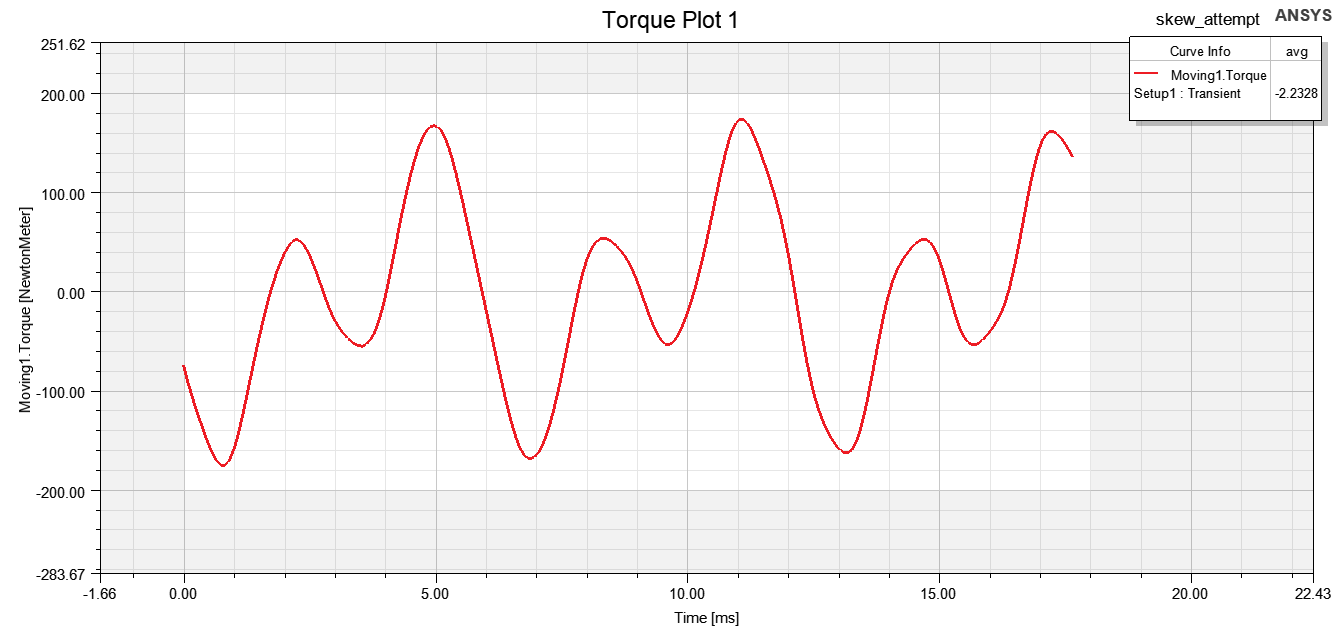 Torque Plot 1
skew_attempt ANSYS
Curve Info avg
Moving1.Torque
Setup1 : Transient -2.2328
251.62
200.00
100.00
0.00
-100.00
-200.00
-283.67
Moving1.Torque [NewtonMeter]
-1.66 0.00 5.00 10.00 15.00 20.00 22.43
Time [ms]